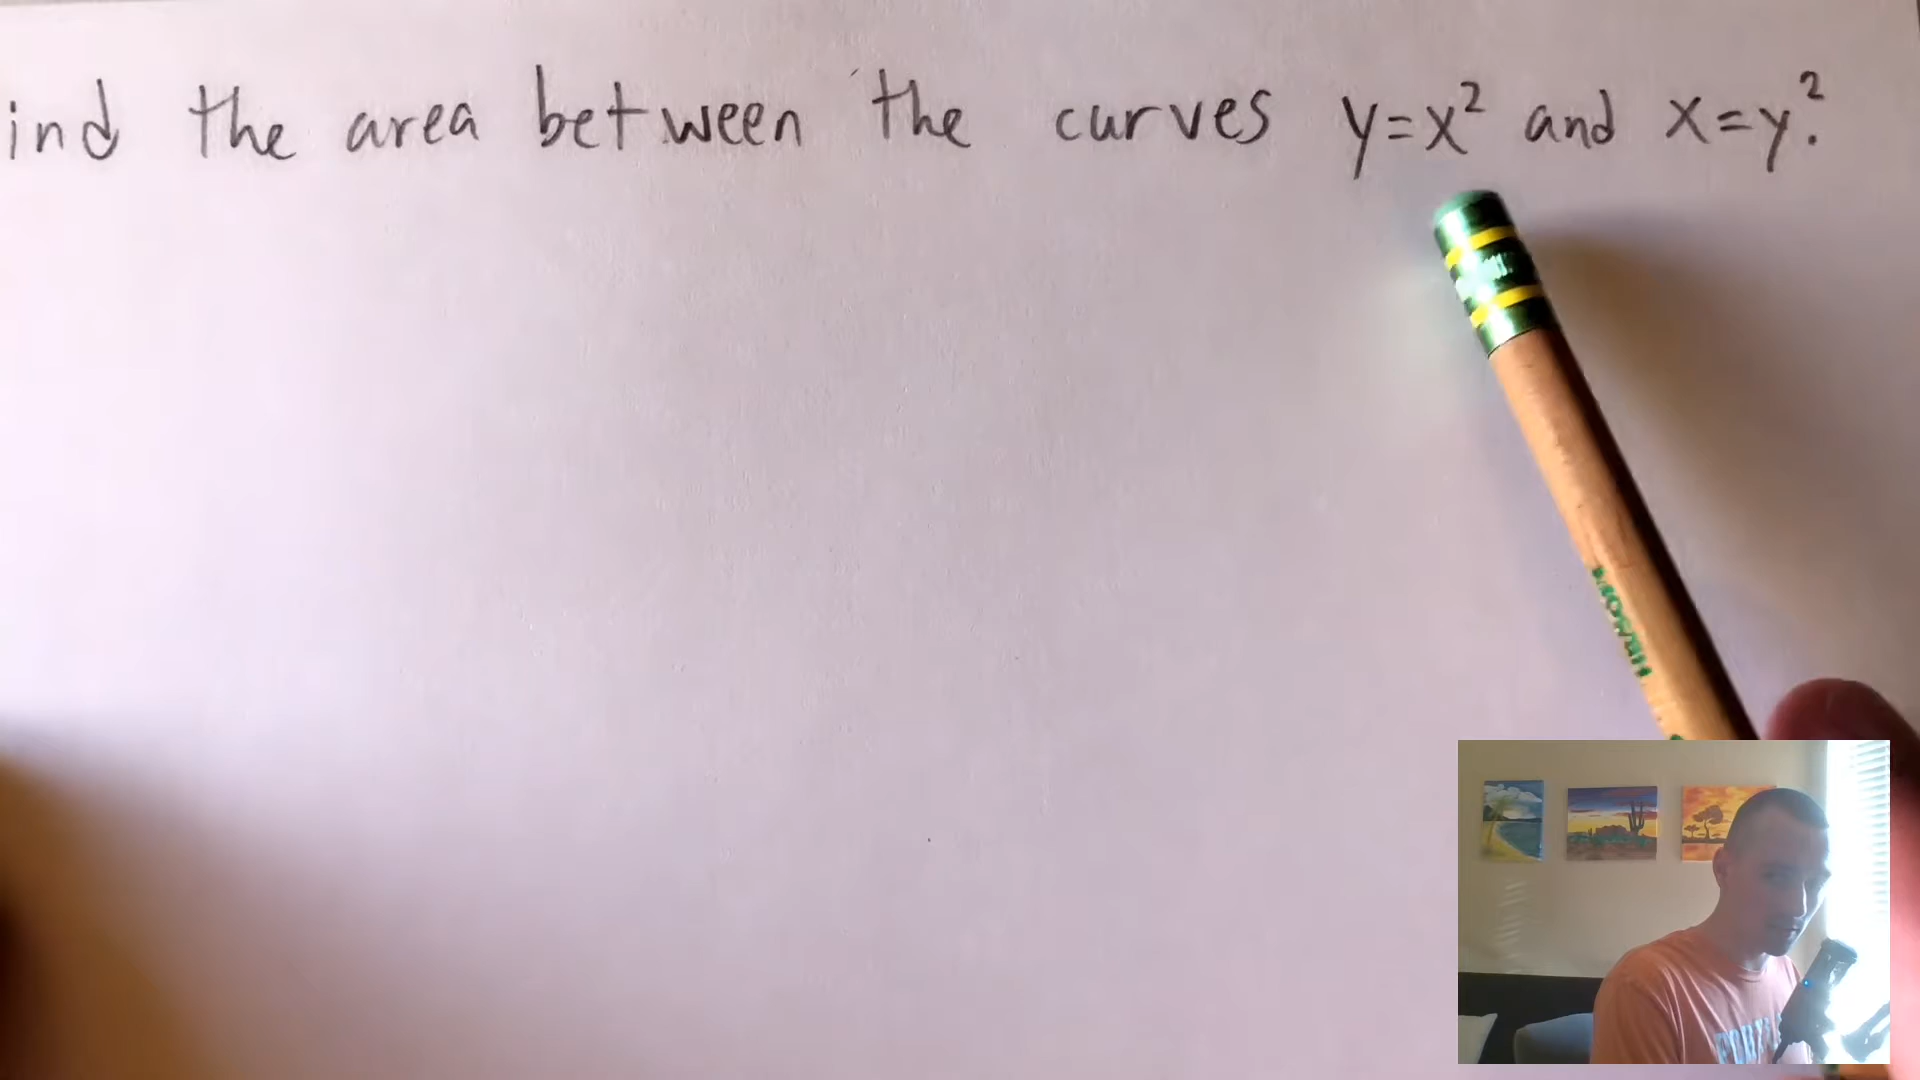 ind the area between the curves y=x² and x=y².